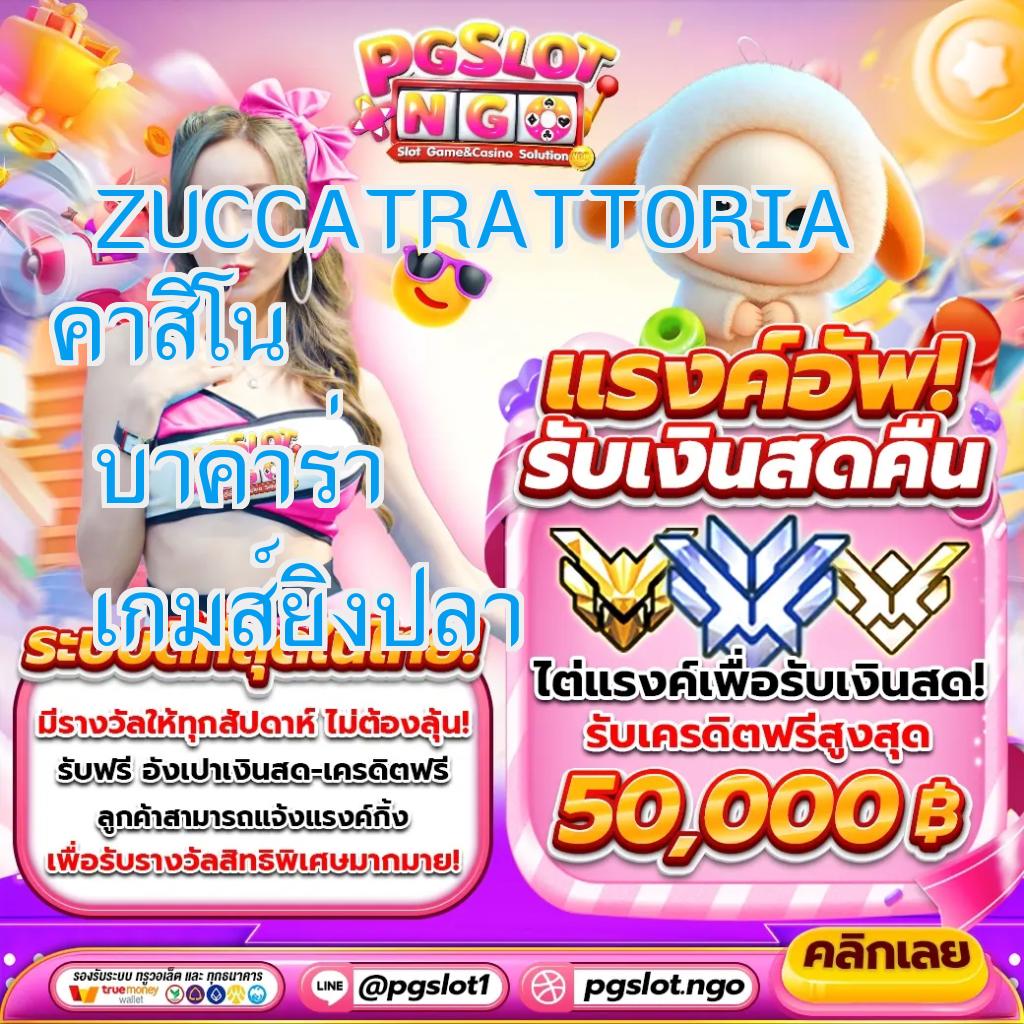 PGSLOT
NGO
Slot Game&Casino Solution
ZUCCATRATTORIA
คาสิโน
บาคาร่า
เกมส์ยิงปลา
แรงค์อัพ!
รับเงินสดคืน
ไต่แรงค์เพื่อรับเงินสด!
รับเครดิตฟรีสูงสุด
50,000 ฿
มีรางวัลให้ทุกสัปดาห์ ไม่ต้องลุ้น!
รับฟรี อังเปาเงินสด-เครดิตฟรี
ลูกค้าสามารถแจ้งแรงค์กิ้ง
เพื่อรับรางวัลสิทธิพิเศษมากมาย!
คลิกเลย
รองรับระบบ ทรูวอเล็ต และ ทุกธนาคาร
truemoney
wallet
LINE @pgslot1
pgslot.ngo